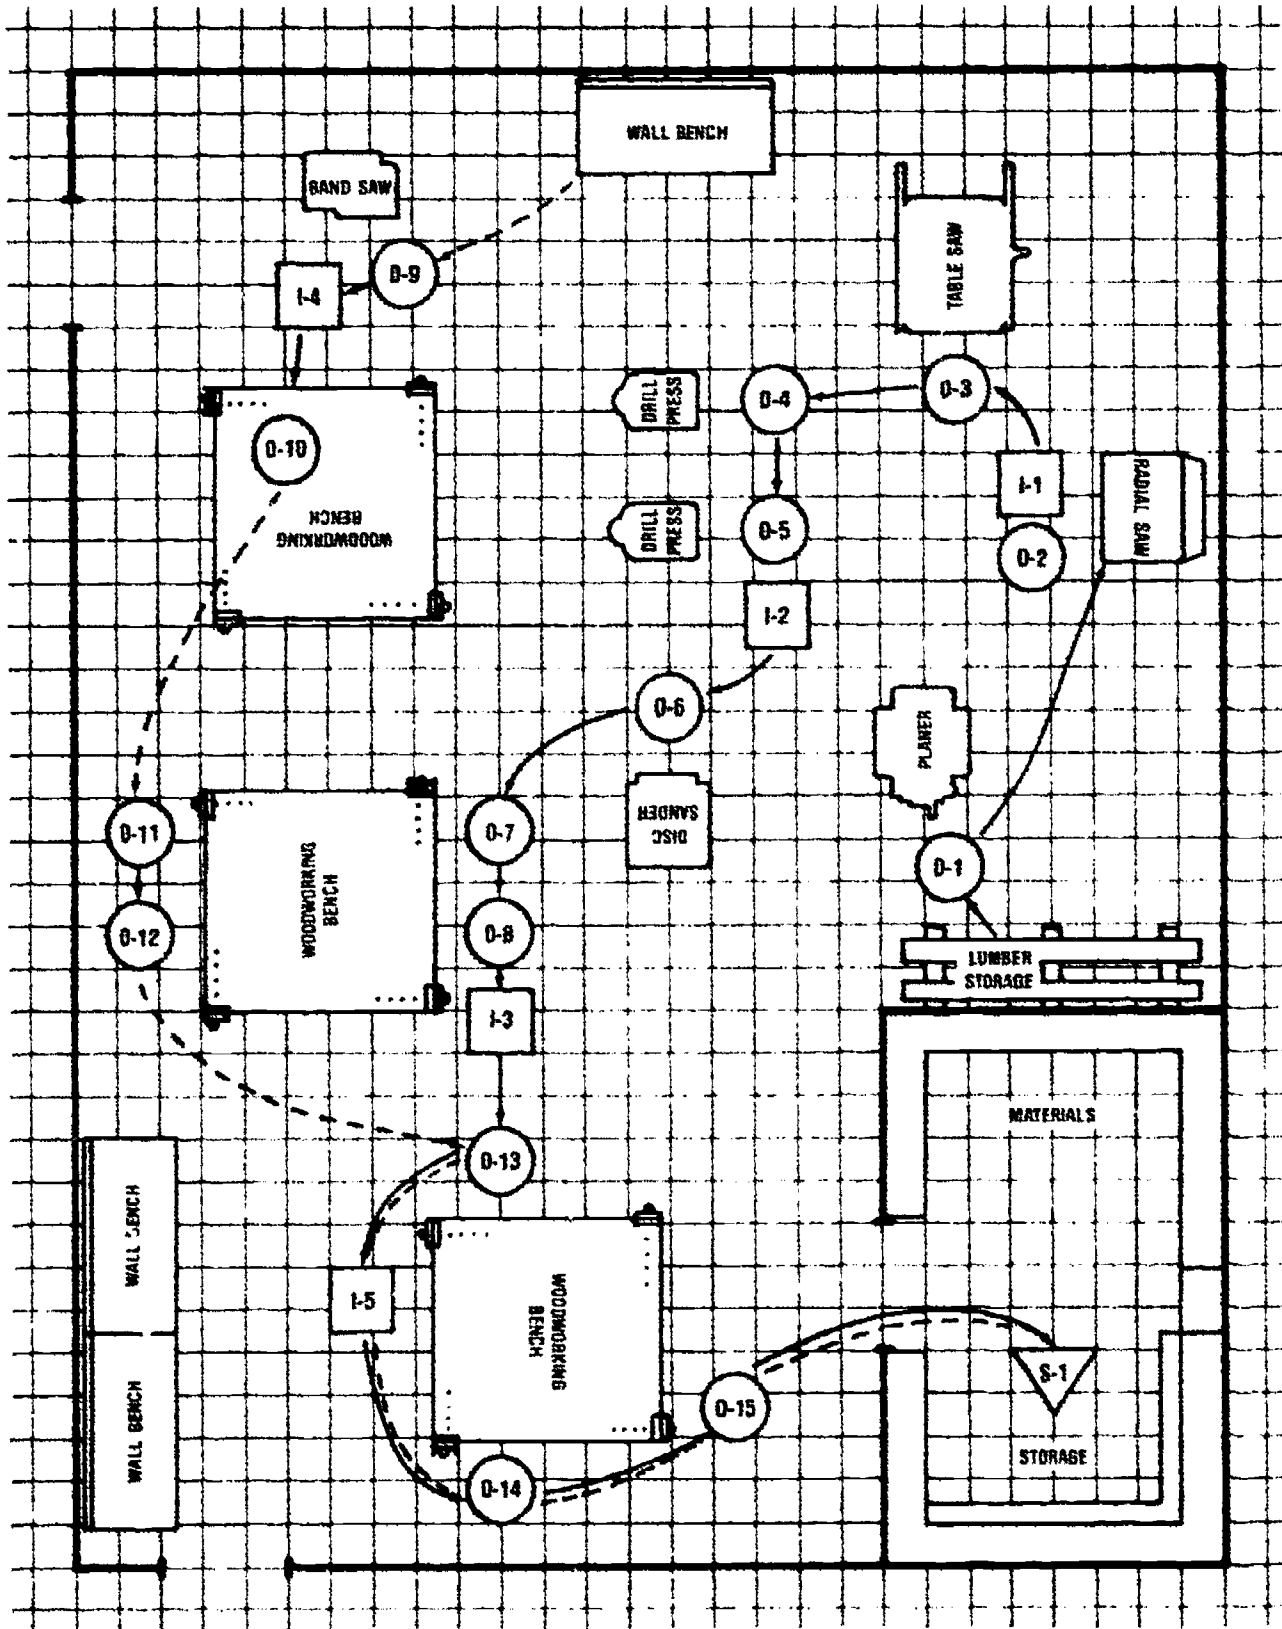 WALL BENCH
BAND SAW
TABLE SAW
O-9
I-4
DRILL
PRESS
O-4
O-3
O-10
WOODWORKING
BENCH
I-1
RADIAL SAW
DRILL
PRESS
O-5
O-2
I-2
O-6
PLANER
O-11
O-7
DISC
SANDER
O-1
WOODWORKING
BENCH
O-12
O-8
LUMBER
STORAGE
I-3
MATERIALS
O-13
WALL BENCH
I-5
WOODWORKING
BENCH
S-1
O-15
WALL BENCH
STORAGE
O-14